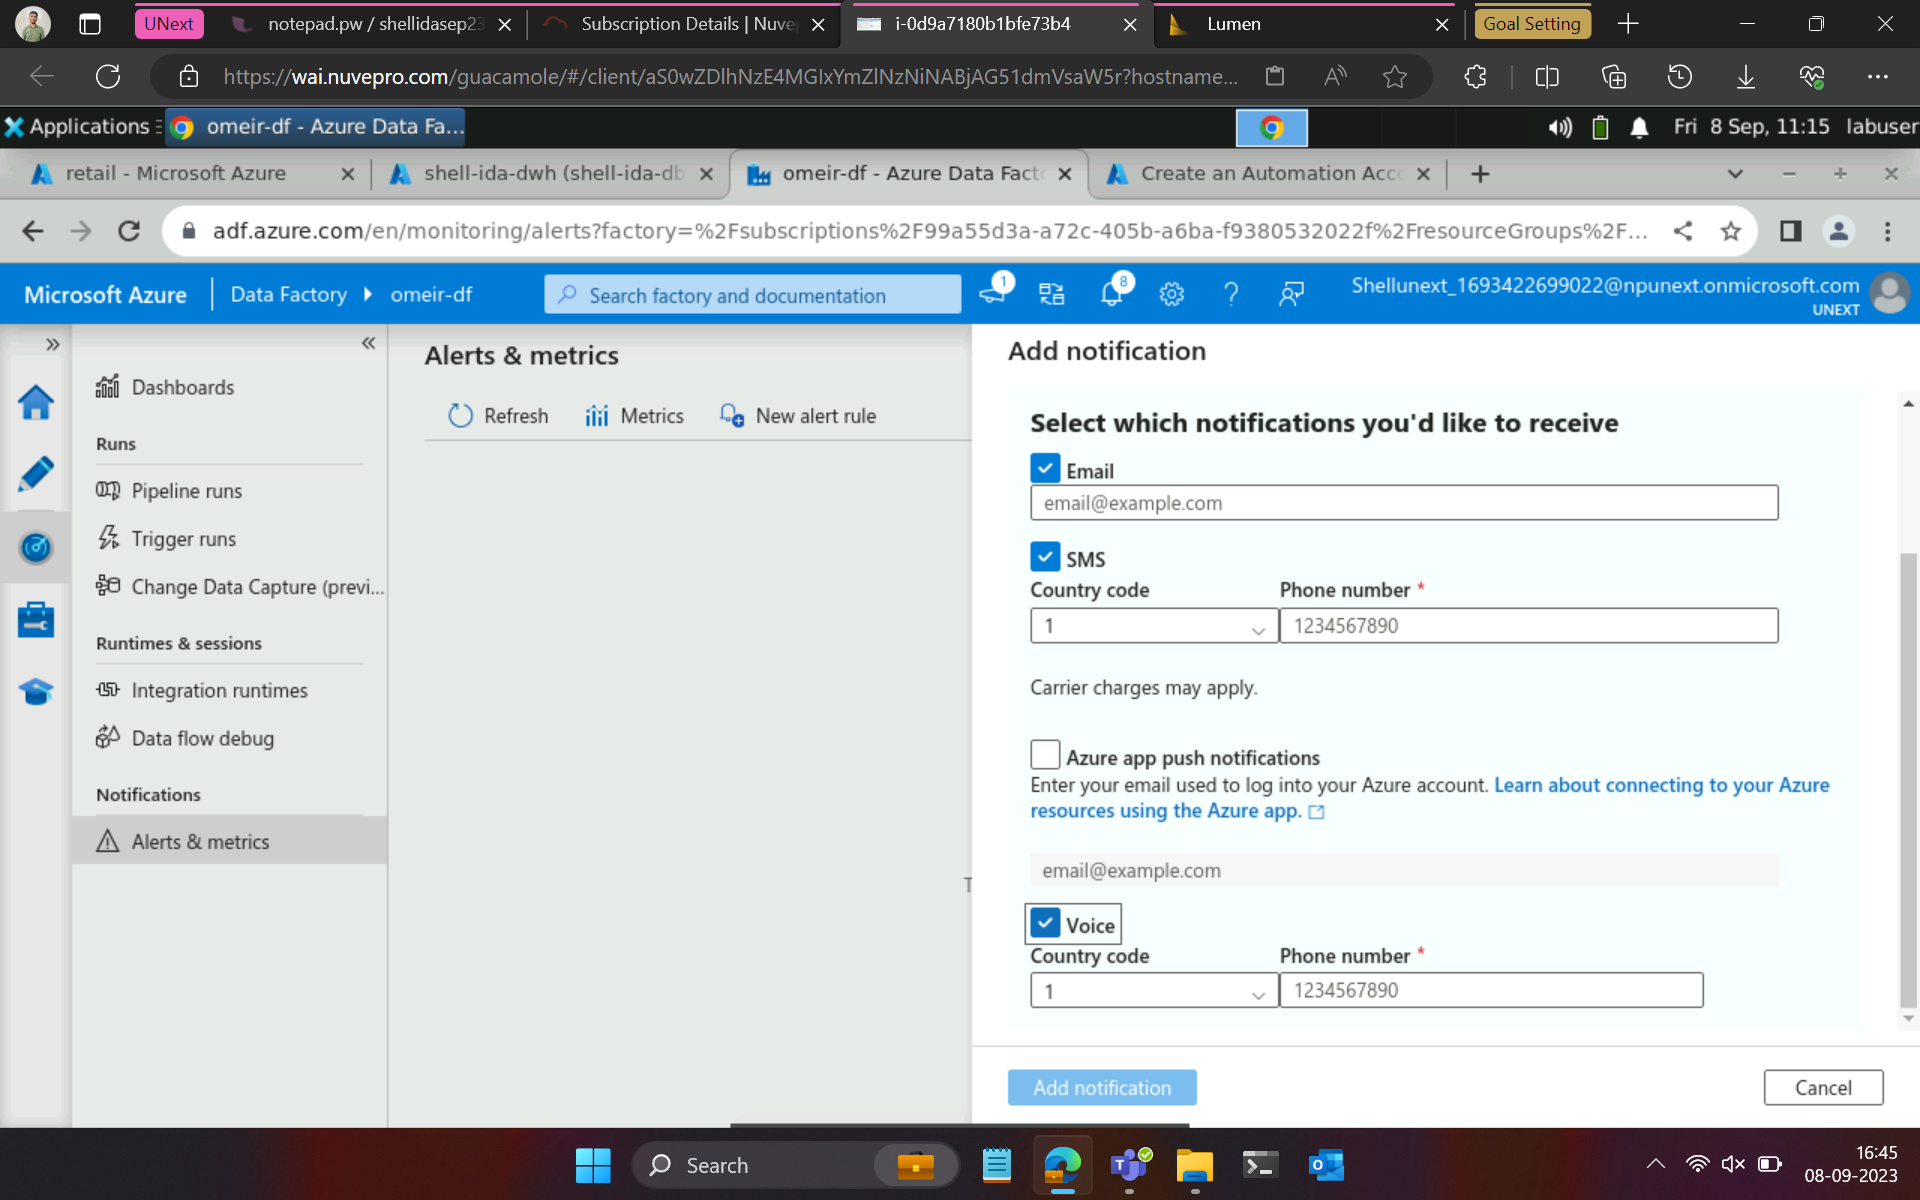 UNext
notepad.pw / shellidasep23
Subscription Details | Nuve
i-0d9a7180b1bfe73b4
Lumen
Goal Setting
https://wai.nuvepro.com/guacamole/#/client/aS0wZDlhNzE4MGIxYmZlNzNiNABjAG51dmVsaW5r?hostname...
Applications
omeir-df - Azure Data Fa...
Fri 8 Sep, 11:15 labuser
retail - Microsoft Azure
shell-ida-dwh (shell-ida-db
omeir-df - Azure Data Facto
Create an Automation Acco
adf.azure.com/en/monitoring/alerts?factory=%2Fsubscriptions%2F99a55d3a-a72c-405b-a6ba-f9380532022f%2FresourceGroups%2F...
Microsoft Azure
Data Factory
omeir-df
Search factory and documentation
1
8
Shellunext_1693422699022@npunext.onmicrosoft.com
UNEXT
Dashboards
Runs
Pipeline runs
Trigger runs
Change Data Capture (previ...
Runtimes & sessions
Integration runtimes
Data flow debug
Notifications
Alerts & metrics
Alerts & metrics
Refresh
Metrics
New alert rule
T
Add notification
Select which notifications you'd like to receive
Email
email@example.com
SMS
Country code
Phone number *
1
1234567890
Carrier charges may apply.
Azure app push notifications
Enter your email used to log into your Azure account. Learn about connecting to your Azure
resources using the Azure app.
email@example.com
Voice
Country code
Phone number *
1
1234567890
Add notification
Cancel
Search
16:45
08-09-2023